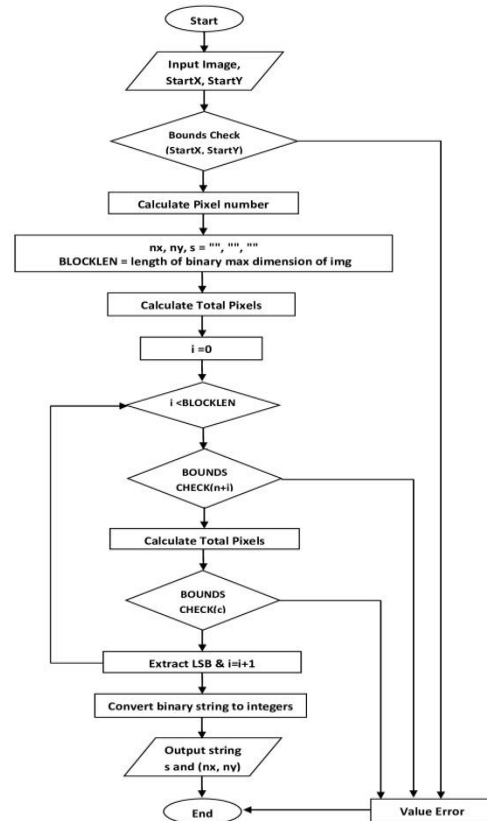 Start
Input Image,
StartX, StartY
Bounds Check
(StartX, StartY)
Calculate Pixel number
nx, ny, s = "", "", ""
BLOCKLEN = length of binary max dimension of img
Calculate Total Pixels
i =0
i <BLOCKLEN
BOUNDS
CHECK(n+i)
Calculate Total Pixels
BOUNDS
CHECK(c)
Extract LSB & i=i+1
Convert binary string to integers
Output string
s and (nx, ny)
End
Value Error